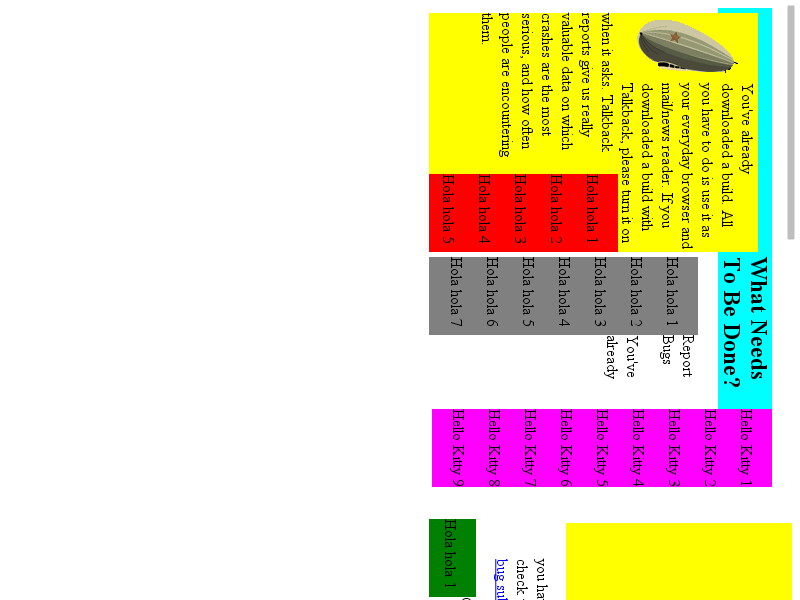 You've already
downloaded a build. All
you have to do is use it as
your everyday browser and
mail/news reader. If you
downloaded a build with
Talkback, please turn it on
when it asks. Talkback
reports give us really
valuable data on which
crashes are the most
serious, and how often
people are encountering
them.
Hola hola 1
Hola hola 2
Hola hola 3
Hola hola 4
Hola hola 5
What Needs
To Be Done?
Hola hola 1
Hola hola 2
Hola hola 3
Hola hola 4
Hola hola 5
Hola hola 6
Hola hola 7
Report
Bugs
You've
already
Hello Kitty 1
Hello Kitty 2
Hello Kitty 3
Hello Kitty 4
Hello Kitty 5
Hello Kitty 6
Hello Kitty 7
Hello Kitty 8
Hello Kitty 9
you
check
bug
Hola hola 1